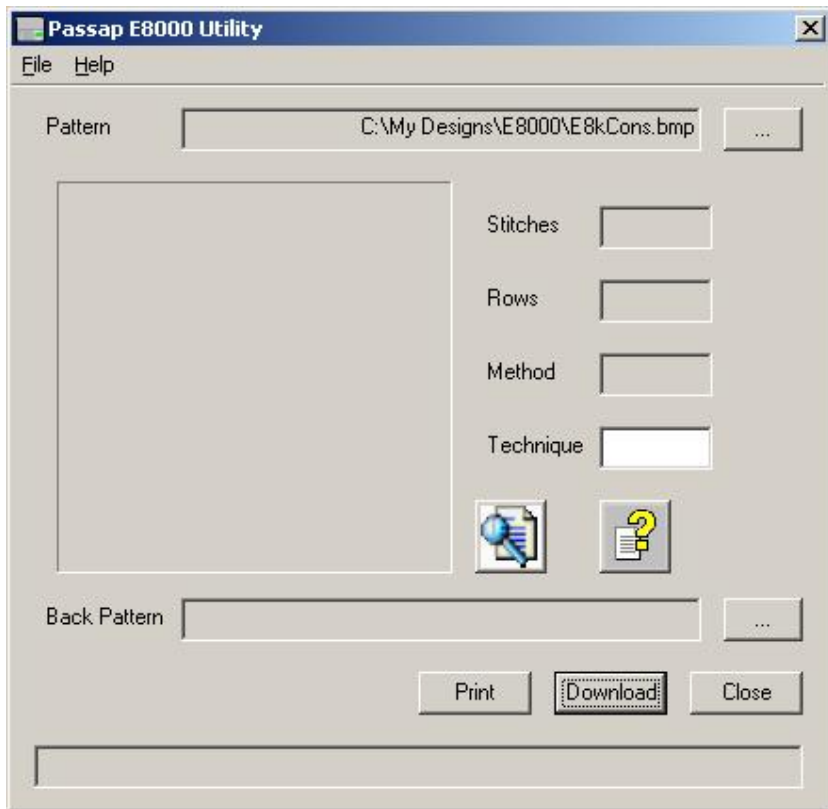 Passap E8000 Utility
File Help
Pattern C:\My Designs\E8000\E8kCons.bmp ...
Stitches
Rows
Method
Technique
Back Pattern ...
Print Download Close